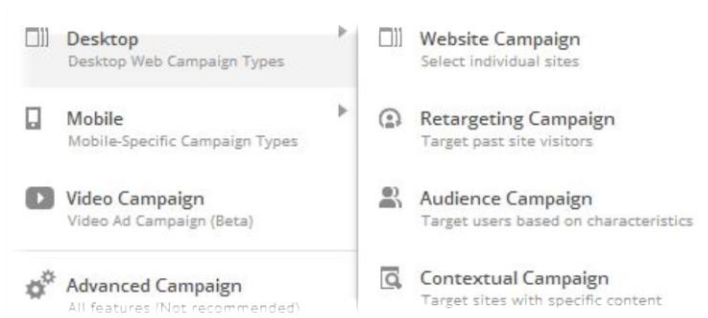 Desktop
Desktop Web Campaign Types
Mobile
Mobile-Specific Campaign Types
Video Campaign
Video Ad Campaign (Beta)
Advanced Campaign
All features (Not recommended)
Website Campaign
Select individual sites
Retargeting Campaign
Target past site visitors
Audience Campaign
Target users based on characteristics
Contextual Campaign
Target sites with specific content